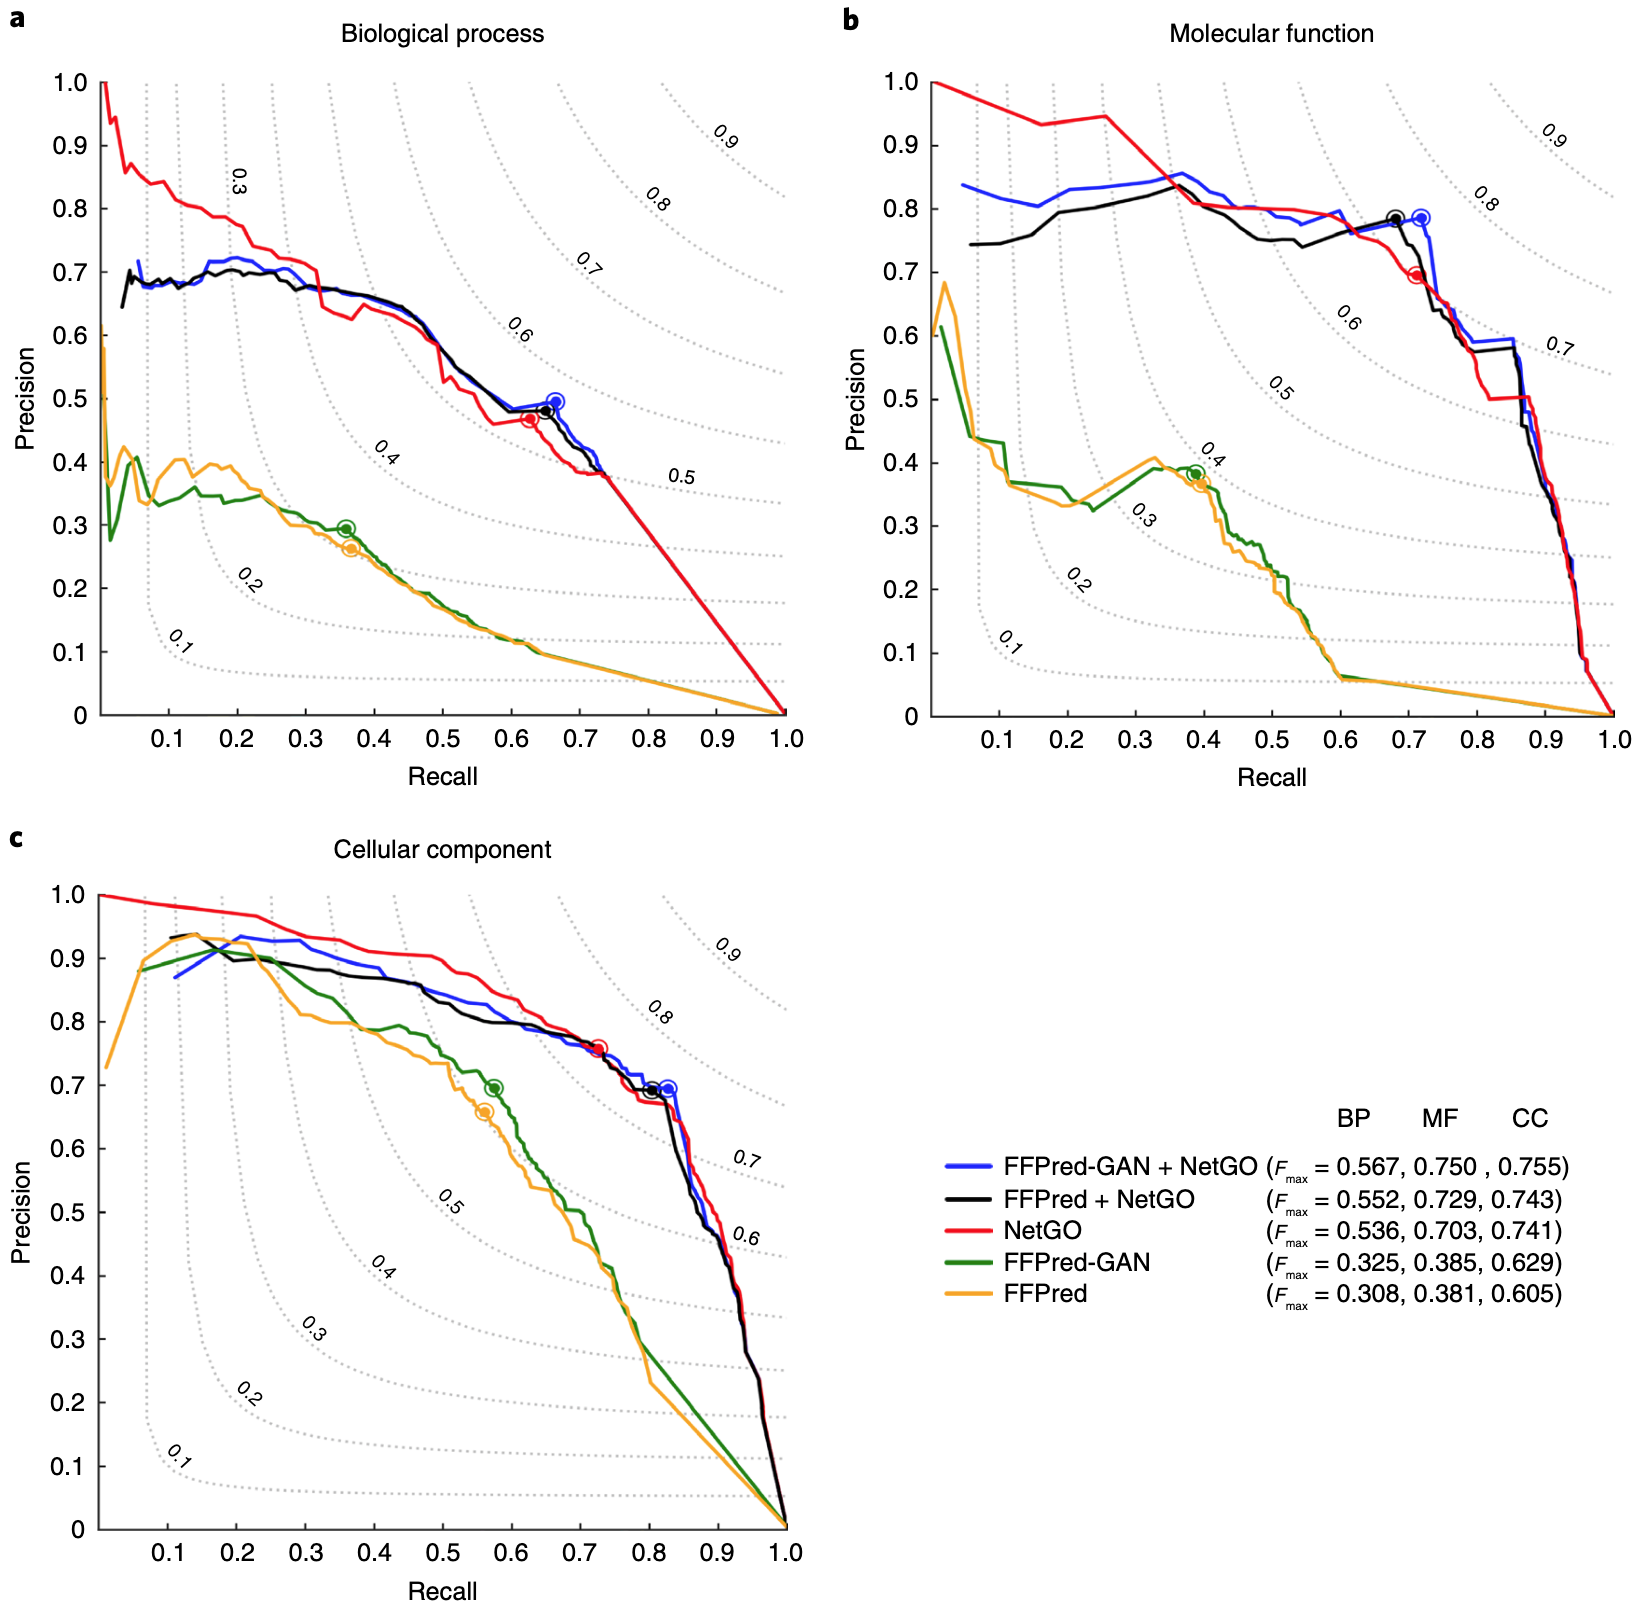 a
Biological process
1.0
0.9
0.8
0.7
0.6
0.5
0.4
0.3
0.2
0.1
0
Precision
0.9
0.8
0.7
0.6
0.5
0.4
0.3
0.2
0.1
0.1 0.2 0.3 0.4 0.5 0.6 0.7 0.8 0.9 1.0
Recall
b
Molecular function
1.0
0.9
0.8
0.7
0.6
0.5
0.4
0.3
0.2
0.1
0
Precision
0.9
0.8
0.7
0.6
0.5
0.4
0.3
0.2
0.1
0.1 0.2 0.3 0.4 0.5 0.6 0.7 0.8 0.9 1.0
Recall
c
Cellular component
1.0
0.9
0.8
0.7
0.6
0.5
0.4
0.3
0.2
0.1
0
Precision
0.9
0.8
0.7
0.6
0.5
0.4
0.3
0.2
0.1
0.1 0.2 0.3 0.4 0.5 0.6 0.7 0.8 0.9 1.0
Recall
BP MF CC
FFPred-GAN + NetGO (Fmax = 0.567, 0.750 , 0.755)
FFPred + NetGO (Fmax = 0.552, 0.729, 0.743)
NetGO (Fmax = 0.536, 0.703, 0.741)
FFPred-GAN (Fmax = 0.325, 0.385, 0.629)
FFPred (Fmax = 0.308, 0.381, 0.605)